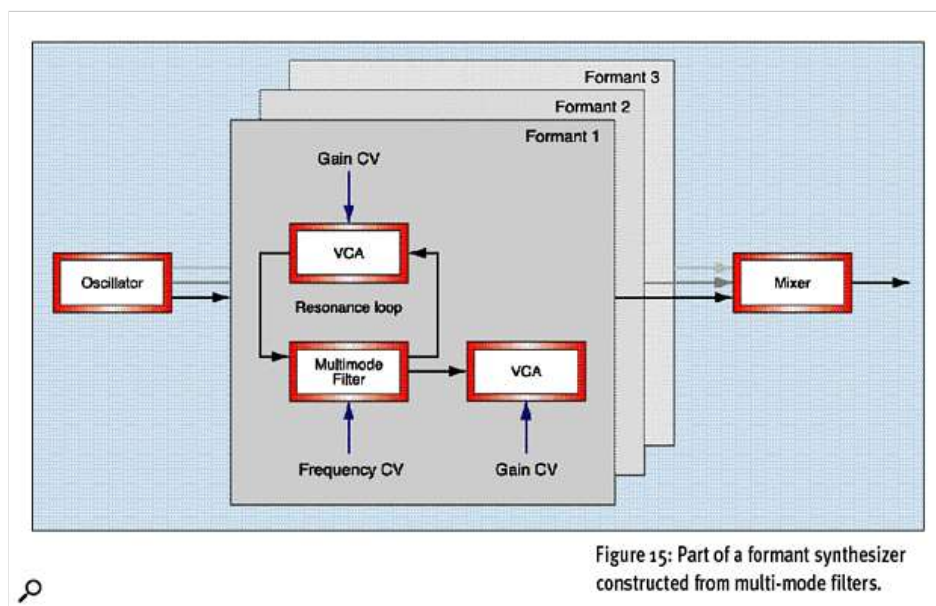 Formant 3
Formant 2
Formant 1
Gain CV
VCA
Oscillator
Mixer
Resonance loop
Multimode
Filter
VCA
Frequency CV
Gain CV
Figure 15: Part of a formant synthesizer
constructed from multi-mode filters.